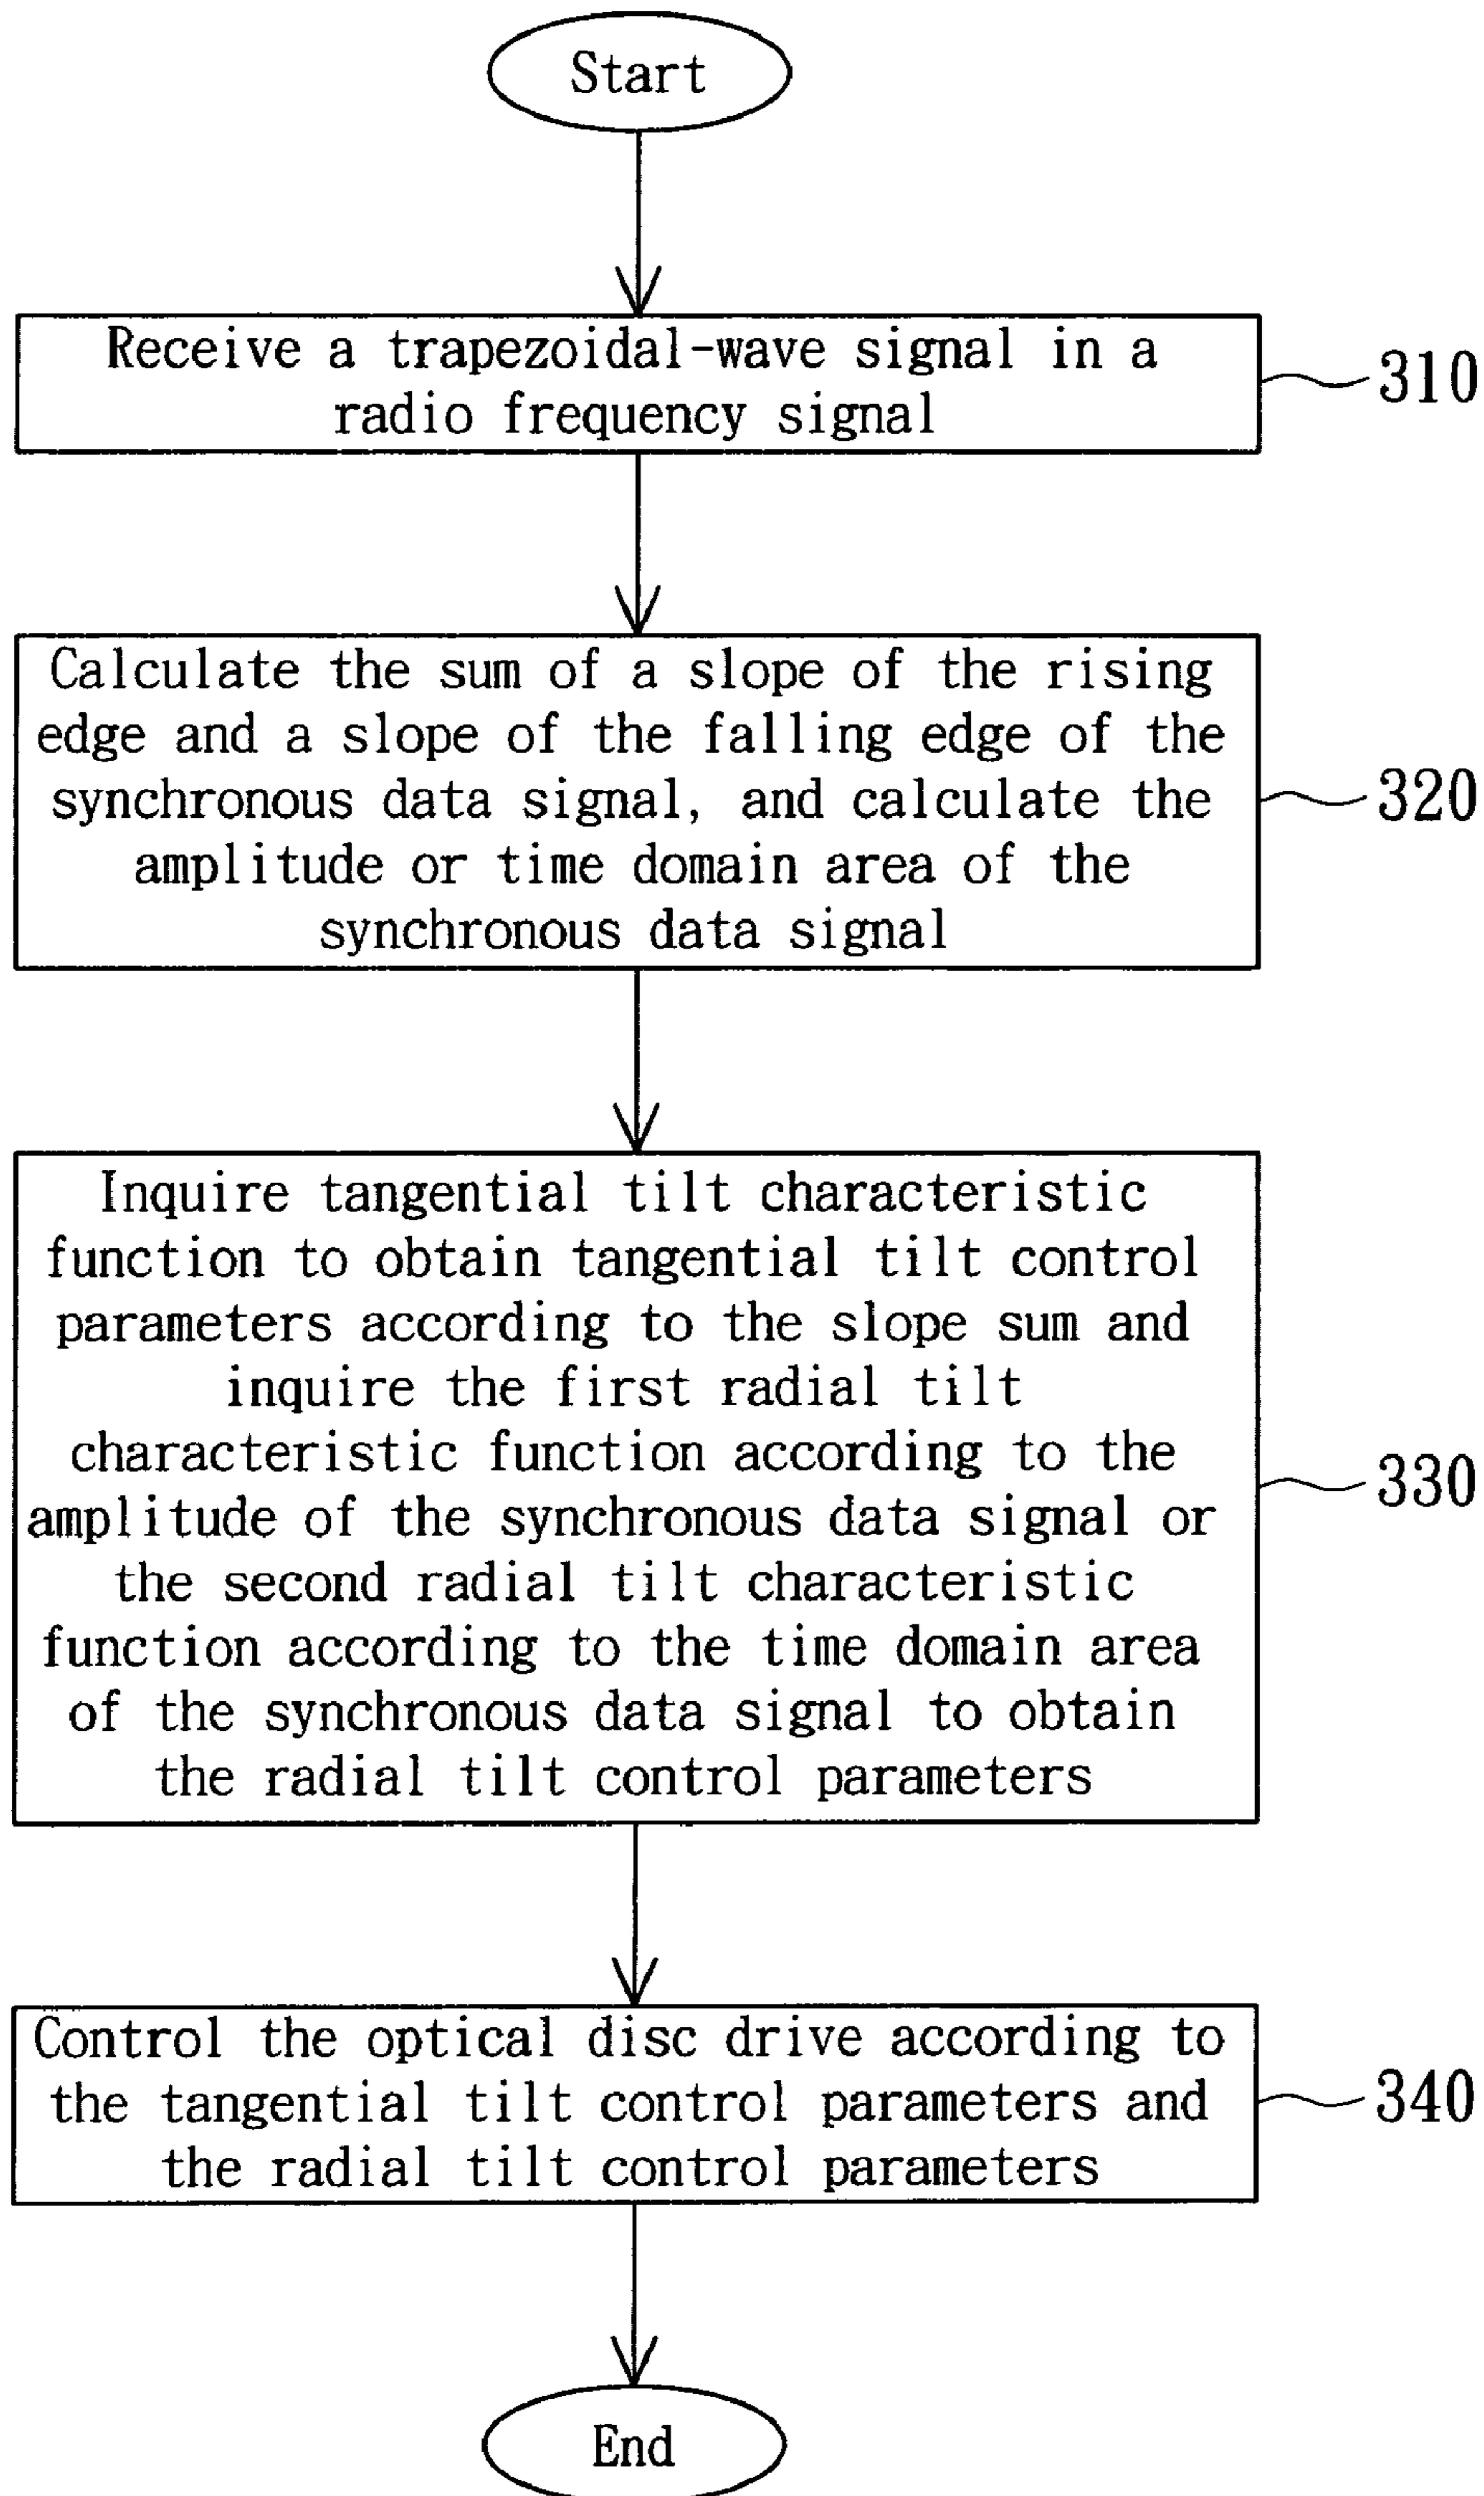 Start
Receive a trapezoidal-wave signal in a
radio frequency signal
310
Calculate the sum of a slope of the rising
edge and a slope of the falling edge of the
synchronous data signal, and calculate the
amplitude or time domain area of the
synchronous data signal
320
Inquire tangential tilt characteristic
function to obtain tangential tilt control
parameters according to the slope sum and
inquire the first radial tilt
characteristic function according to the
amplitude of the synchronous data signal or
the second radial tilt characteristic
function according to the time domain area
of the synchronous data signal to obtain
the radial tilt control parameters
330
Control the optical disc drive according to
the tangential tilt control parameters and
the radial tilt control parameters
340
End